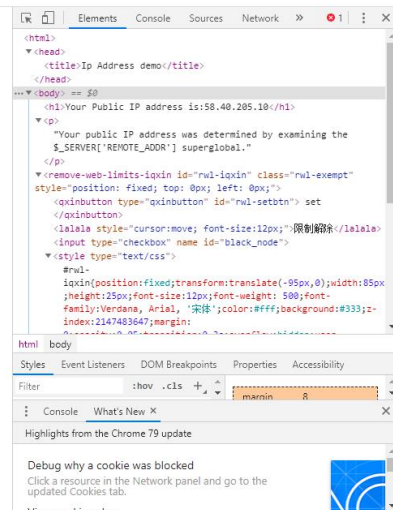 Elements Console Sources Network » 1
<html>
▼<head>
<title>Ip Address demo</title>
</head>
...▼<body> == $0
<h1>Your Public IP address is:58.40.205.10</h1>
▼<p>
"Your public IP address was determined by examining the
$_SERVER['REMOTE_ADDR'] superglobal."
</p>
▼<remove-web-limits-iqxin id="rwl-iqxin" class="rwl-exempt"
style="position: fixed; top: 0px; left: 0px;">
<qxinbutton type="qxinbutton" id="rwl-setbtn"> set
</qxinbutton>
<lalala style="cursor:move; font-size:12px;">限制解除</lalala>
<input type="checkbox" name id="black_node">
▼<style type="text/css">
#rwl-
iqxin{position:fixed;transform:translate(-95px,0);width:85px
;height:25px;font-size:12px;font-weight: 500;font-
family:Verdana, Arial, '宋体';color:#fff;background:#333;z-
index:2147483647;margin:
html body
Styles Event Listeners DOM Breakpoints Properties Accessibility
Filter :hov .cls +
margin 8
Console What's New ×
Highlights from the Chrome 79 update
Debug why a cookie was blocked
Click a resource in the Network panel and go to the
updated Cookies tab.